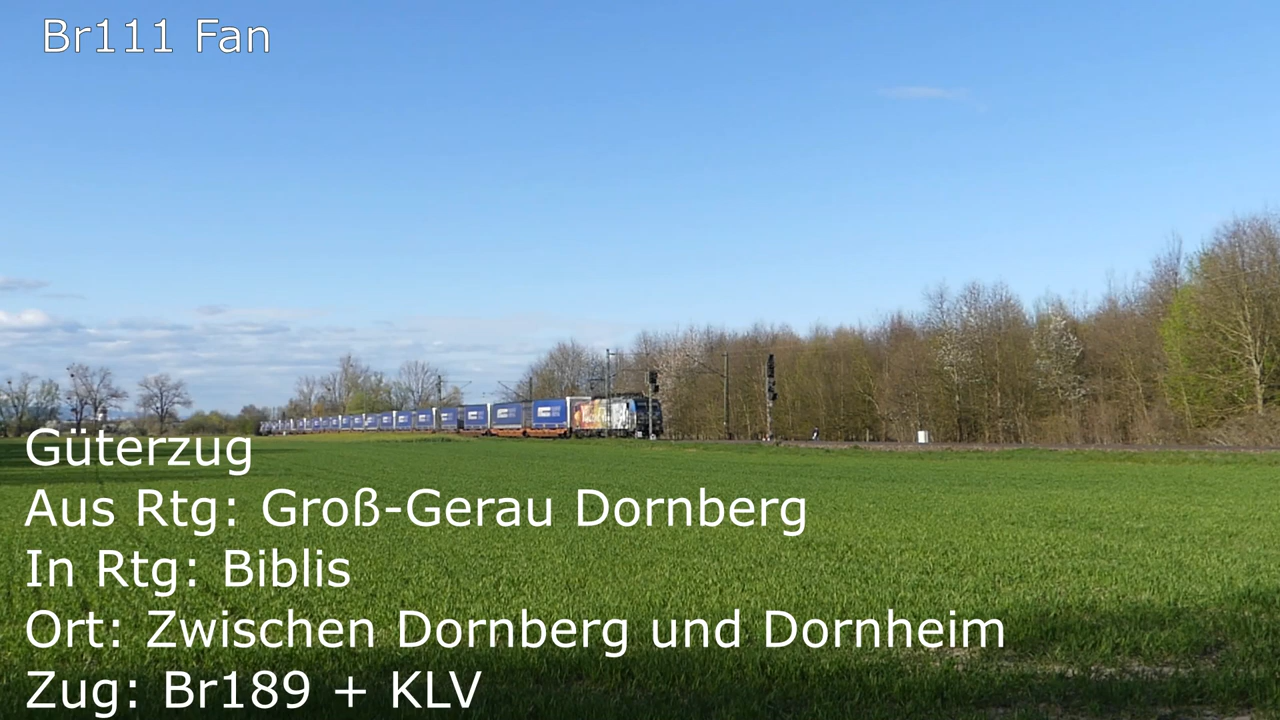 Br111 Fan
Güterzug
Aus Rtg: Groß-Gerau Dornberg
In Rtg: Biblis
Ort: Zwischen Dornberg und Dornheim
Zug: Br189 + KLV